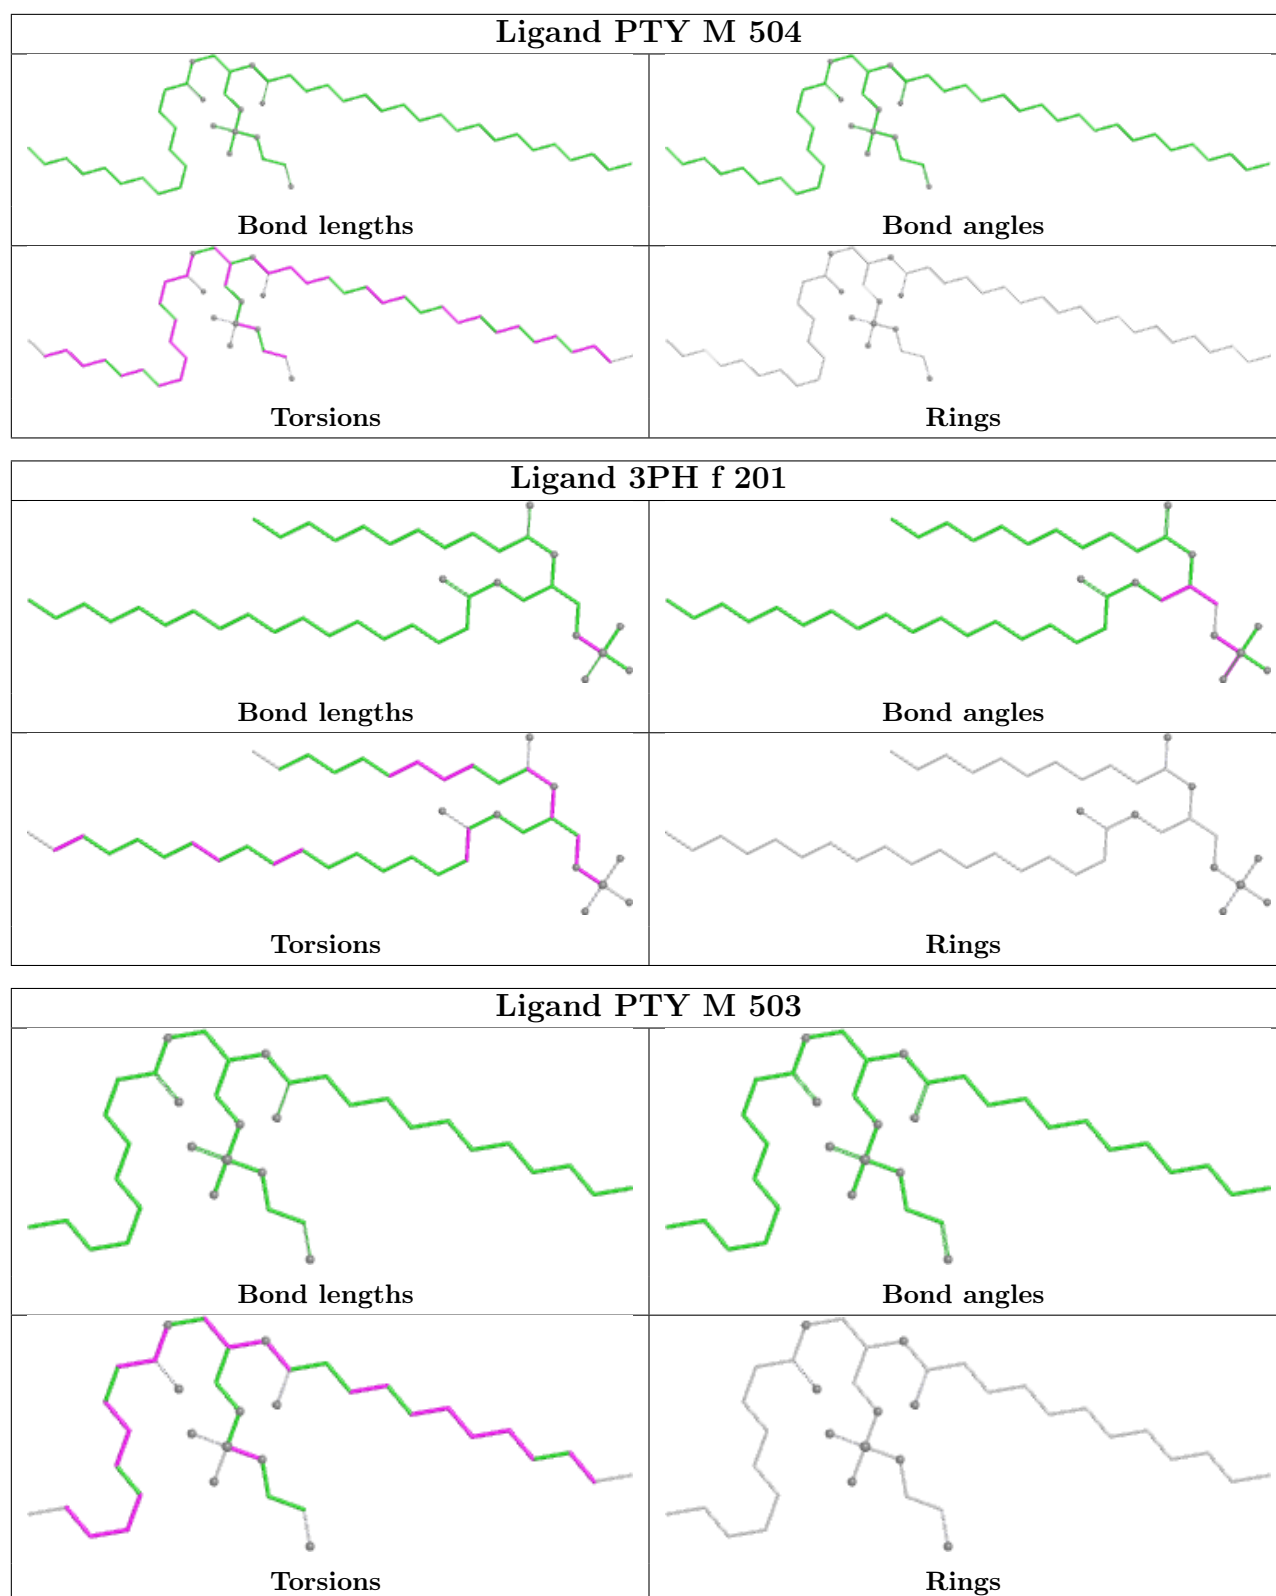 Ligand PTY M 504
Bond lengths
Bond angles
Torsions
Rings
Ligand 3PH f 201
Bond lengths
Bond angles
Torsions
Rings
Ligand PTY M 503
Bond lengths
Bond angles
Torsions
Rings